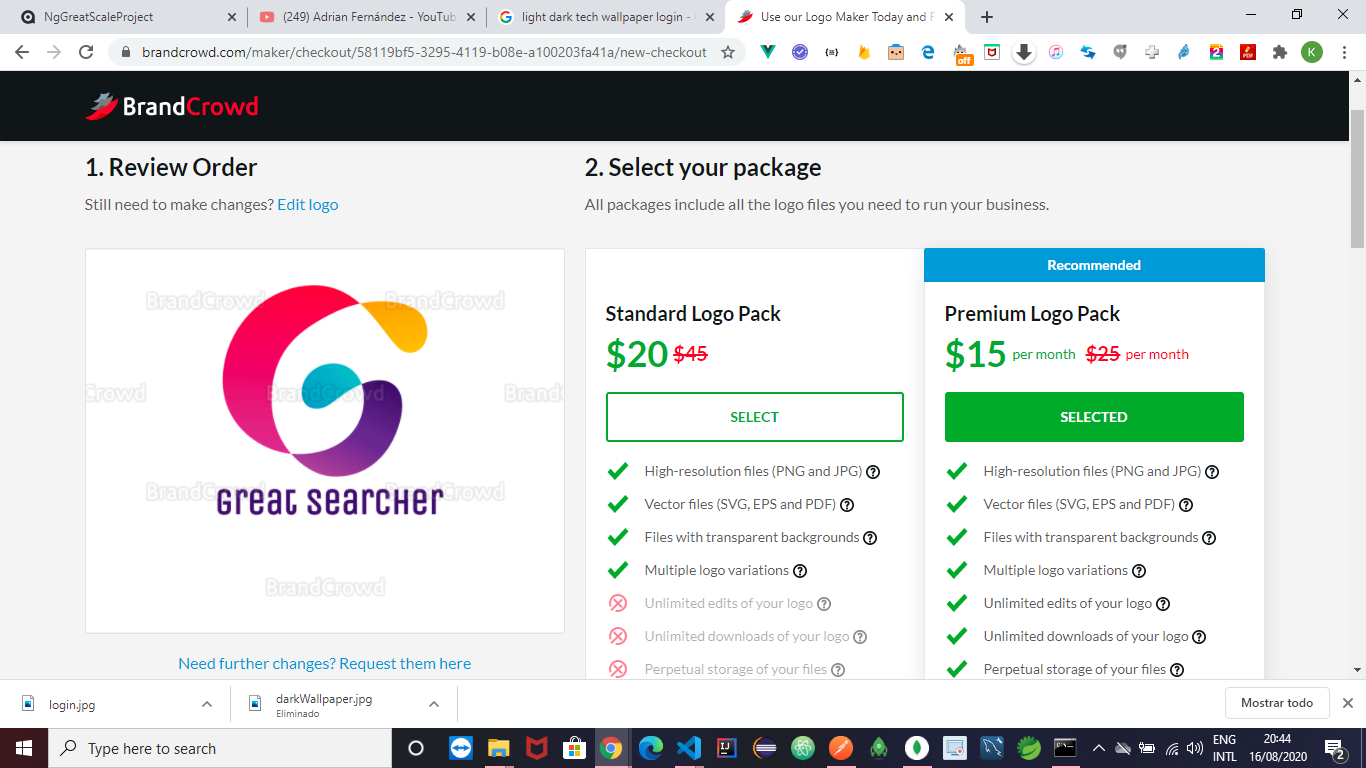 NgGreatScaleProject
(249) Adrian Fernández - YouTub
light dark tech wallpaper login -
Use our Logo Maker Today and F
brandcrowd.com/maker/checkout/58119bf5-3295-4119-b08e-a100203fa41a/new-checkout
off
PDF
K
BrandCrowd
1. Review Order
Still need to make changes? Edit logo
2. Select your package
All packages include all the logo files you need to run your business.
BrandCrowd
BrandCrowd
Crowd
BrandCrowd
BrandC
BrandCrowd
BrandCrowd
Great Searcher
BrandCrowd
Need further changes? Request them here
Standard Logo Pack
$20 $45
SELECT
High-resolution files (PNG and JPG)
Vector files (SVG, EPS and PDF)
Files with transparent backgrounds
Multiple logo variations
Unlimited edits of your logo
Unlimited downloads of your logo
Perpetual storage of your files
Recommended
Premium Logo Pack
$15 per month $25 per month
SELECTED
High-resolution files (PNG and JPG)
Vector files (SVG, EPS and PDF)
Files with transparent backgrounds
Multiple logo variations
Unlimited edits of your logo
Unlimited downloads of your logo
Perpetual storage of your files
login.jpg
darkWallpaper.jpg
Eliminado
Mostrar todo
Type here to search
ENG
INTL
20:44
16/08/2020
2